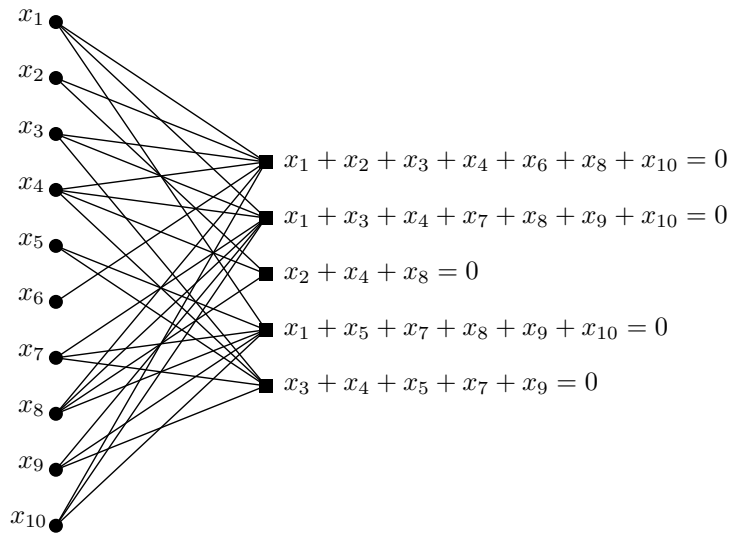 x₁
x₂
x₃
x₄
x₅
x₆
x₇
x₈
x₉
x₁₀
x₁ + x₂ + x₃ + x₄ + x₆ + x₈ + x₁₀ = 0
x₁ + x₃ + x₄ + x₇ + x₈ + x₉ + x₁₀ = 0
x₂ + x₄ + x₈ = 0
x₁ + x₅ + x₇ + x₈ + x₉ + x₁₀ = 0
x₃ + x₄ + x₅ + x₇ + x₉ = 0